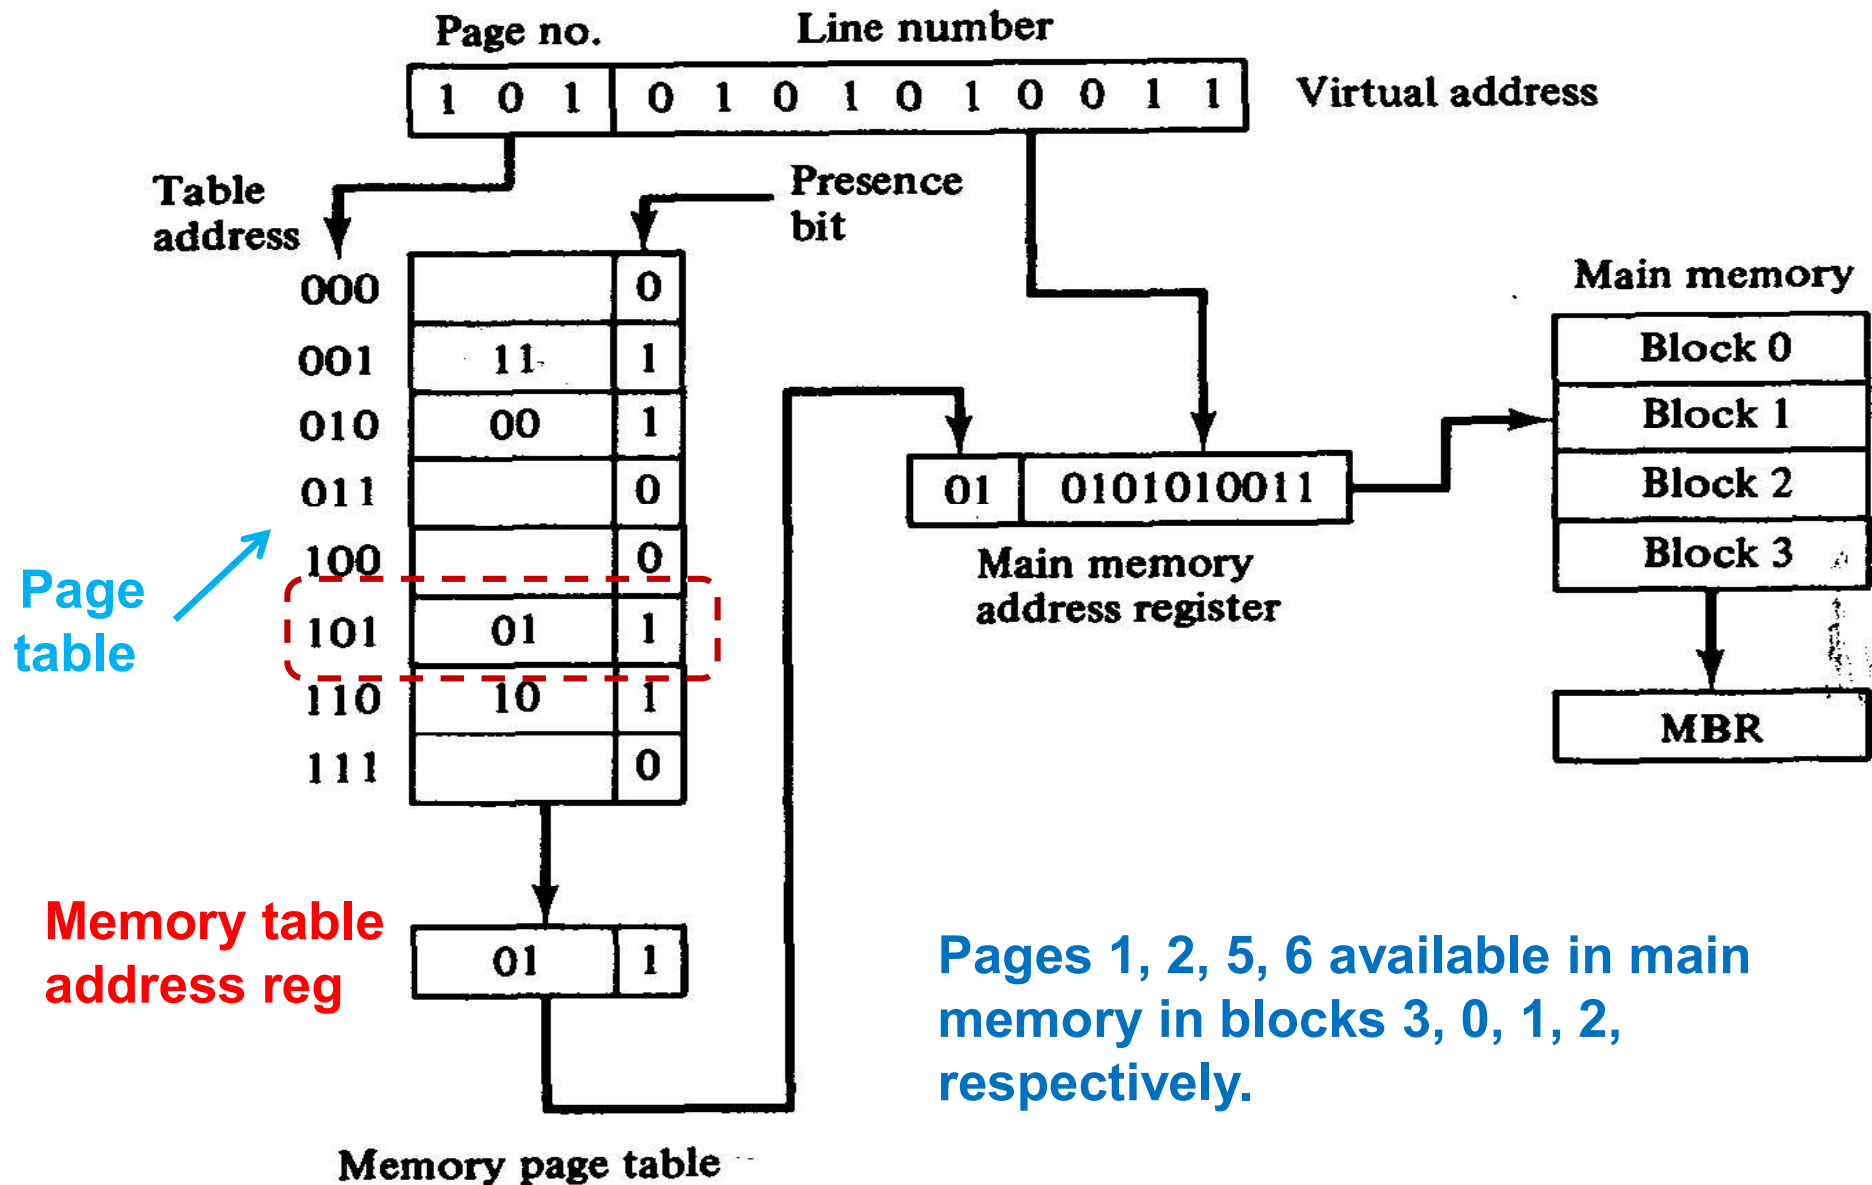 Page no. Line number
1 0 1 0 1 0 1 0 1 0 0 1 1 Virtual address
Table
address
Presence
bit
000 0
001 11 1
010 00 1
011 0
100 0
101 01 1
110 10 1
111 0
Page
table
01 0101010011
Main memory
address register
Main memory
Block 0
Block 1
Block 2
Block 3
MBR
Memory table
address reg
01 1
Pages 1, 2, 5, 6 available in main
memory in blocks 3, 0, 1, 2,
respectively.
Memory page table